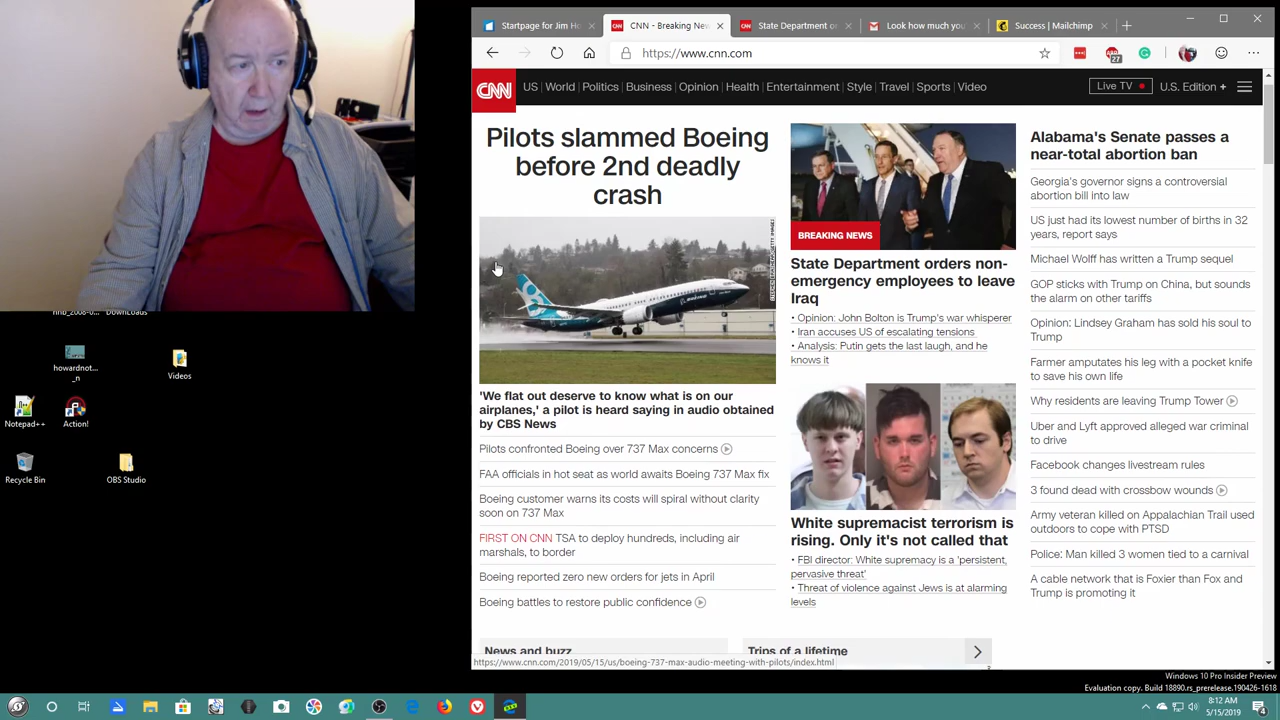 Startpage for Jim Ho
CNN - Breaking New
State Department or
Look how much you
Success | Mailchimp
https://www.cnn.com
27
CNN
US World Politics Business Opinion Health Entertainment Style Travel Sports Video
Live TV
U.S. Edition +
Pilots slammed Boeing
before 2nd deadly
crash
'We flat out deserve to know what is on our
airplanes,' a pilot is heard saying in audio obtained
by CBS News
Pilots confronted Boeing over 737 Max concerns
FAA officials in hot seat as world awaits Boeing 737 Max fix
Boeing customer warns its costs will spiral without clarity
soon on 737 Max
FIRST ON CNN TSA to deploy hundreds, including air
marshals, to border
Boeing reported zero new orders for jets in April
Boeing battles to restore public confidence
News and buzz
BREAKING NEWS
State Department orders non-
emergency employees to leave
Iraq
• Opinion: John Bolton is Trump's war whisperer
• Iran accuses US of escalating tensions
• Analysis: Putin gets the last laugh, and he
knows it
White supremacist terrorism is
rising. Only it's not called that
• FBI director: White supremacy is a 'persistent,
pervasive threat'
• Threat of violence against Jews is at alarming
levels
Trips of a lifetime
Alabama's Senate passes a
near-total abortion ban
Georgia's governor signs a controversial
abortion bill into law
US just had its lowest number of births in 32
years, report says
Michael Wolff has written a Trump sequel
GOP sticks with Trump on China, but sounds
the alarm on other tariffs
Opinion: Lindsey Graham has sold his soul to
Trump
Farmer amputates his leg with a pocket knife
to save his own life
Why residents are leaving Trump Tower
Uber and Lyft approved alleged war criminal
to drive
Facebook changes livestream rules
3 found dead with crossbow wounds
Army veteran killed on Appalachian Trail used
outdoors to cope with PTSD
Police: Man killed 3 women tied to a carnival
A cable network that is Foxier than Fox and
Trump is promoting it
https://www.cnn.com/2019/05/15/us/boeing-737-max-audio-meeting-with-pilots/index.html
DownLoads
howardnot...
_n
Videos
Notepad++
Action!
Recycle Bin
OBS Studio
Windows 10 Pro Insider Preview
Evaluation copy. Build 18890.rs_prerelease.190426-1618
8:12 AM
5/15/2019
4